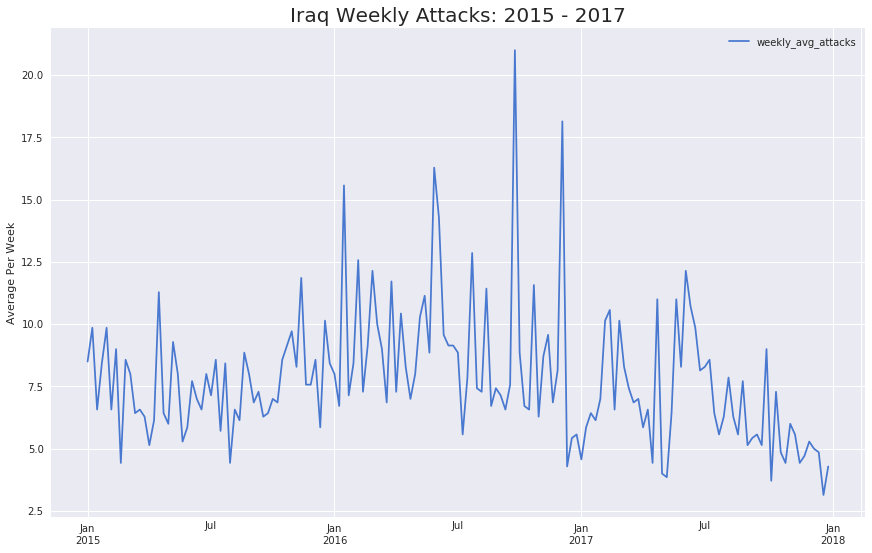 Iraq Weekly Attacks: 2015 - 2017
weekly_avg_attacks
Average Per Week
20.0
17.5
15.0
12.5
10.0
7.5
5.0
2.5
Jan Jul Jan Jul Jan Jul Jan
2015 2016 2017 2018